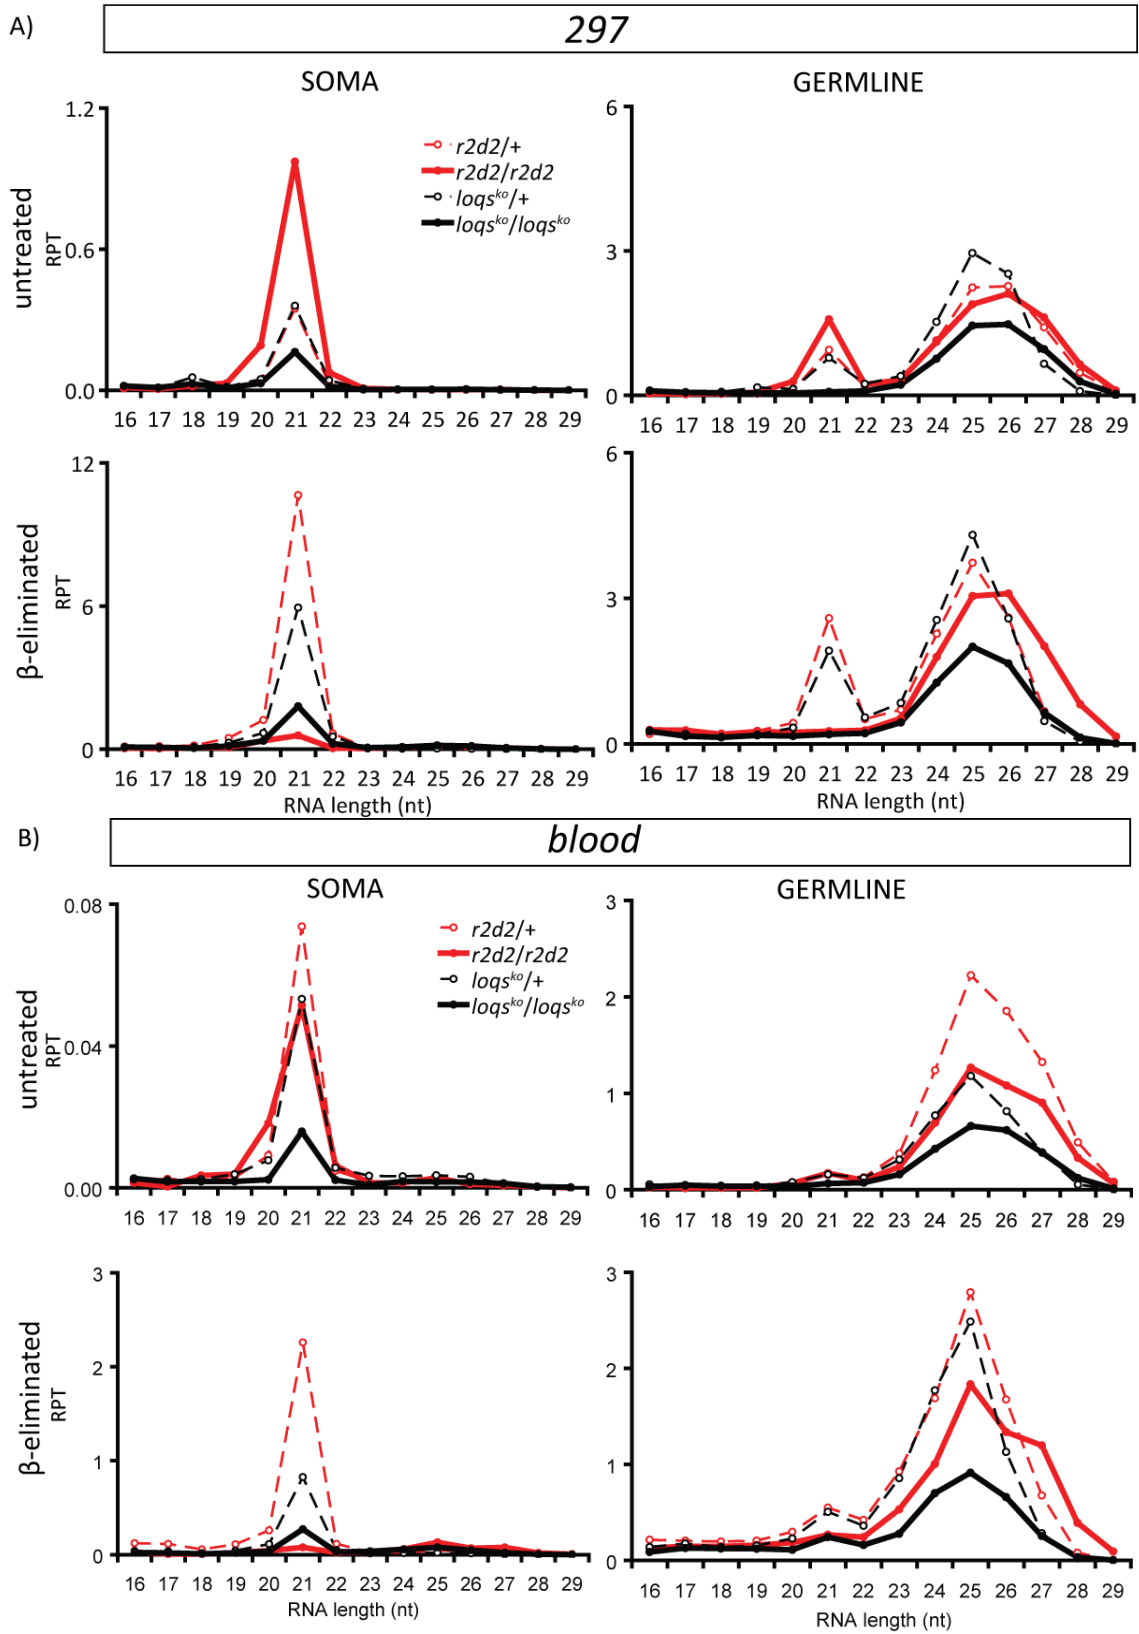 A)
297
SOMA
GERMLINE
untreated
RPT
1.2
0.6
0.0
r2d2/+
r2d2/r2d2
loqsᵏᵒ/+
loqsᵏᵒ/loqsᵏᵒ
16 17 18 19 20 21 22 23 24 25 26 27 28 29
6
3
0
16 17 18 19 20 21 22 23 24 25 26 27 28 29
β-eliminated
RPT
12
6
0
16 17 18 19 20 21 22 23 24 25 26 27 28 29
RNA length (nt)
6
3
0
16 17 18 19 20 21 22 23 24 25 26 27 28 29
RNA length (nt)
B)
blood
SOMA
GERMLINE
untreated
RPT
0.08
0.04
0.00
r2d2/+
r2d2/r2d2
loqsᵏᵒ/+
loqsᵏᵒ/loqsᵏᵒ
16 17 18 19 20 21 22 23 24 25 26 27 28 29
3
2
1
0
16 17 18 19 20 21 22 23 24 25 26 27 28 29
β-eliminated
RPT
3
2
1
0
16 17 18 19 20 21 22 23 24 25 26 27 28 29
RNA length (nt)
3
2
1
0
16 17 18 19 20 21 22 23 24 25 26 27 28 29
RNA length (nt)